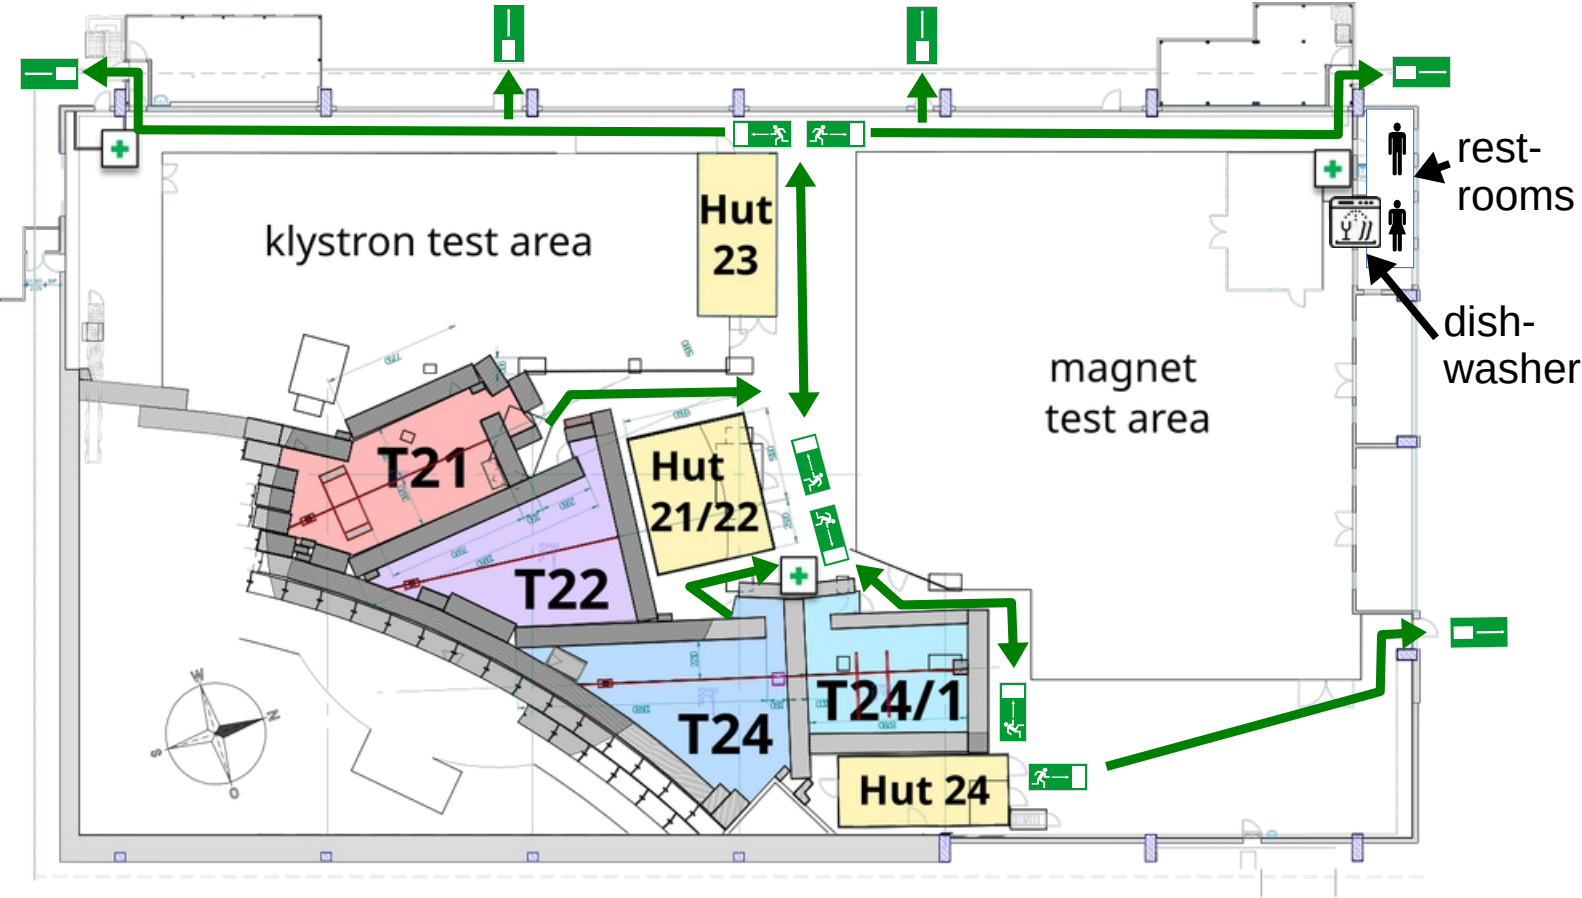 rest-
rooms
Hut
23
klystron test area
dish-
washer
magnet
test area
T21
Hut
21/22
T22
T24/1
T24
Hut 24
W
N
S
O